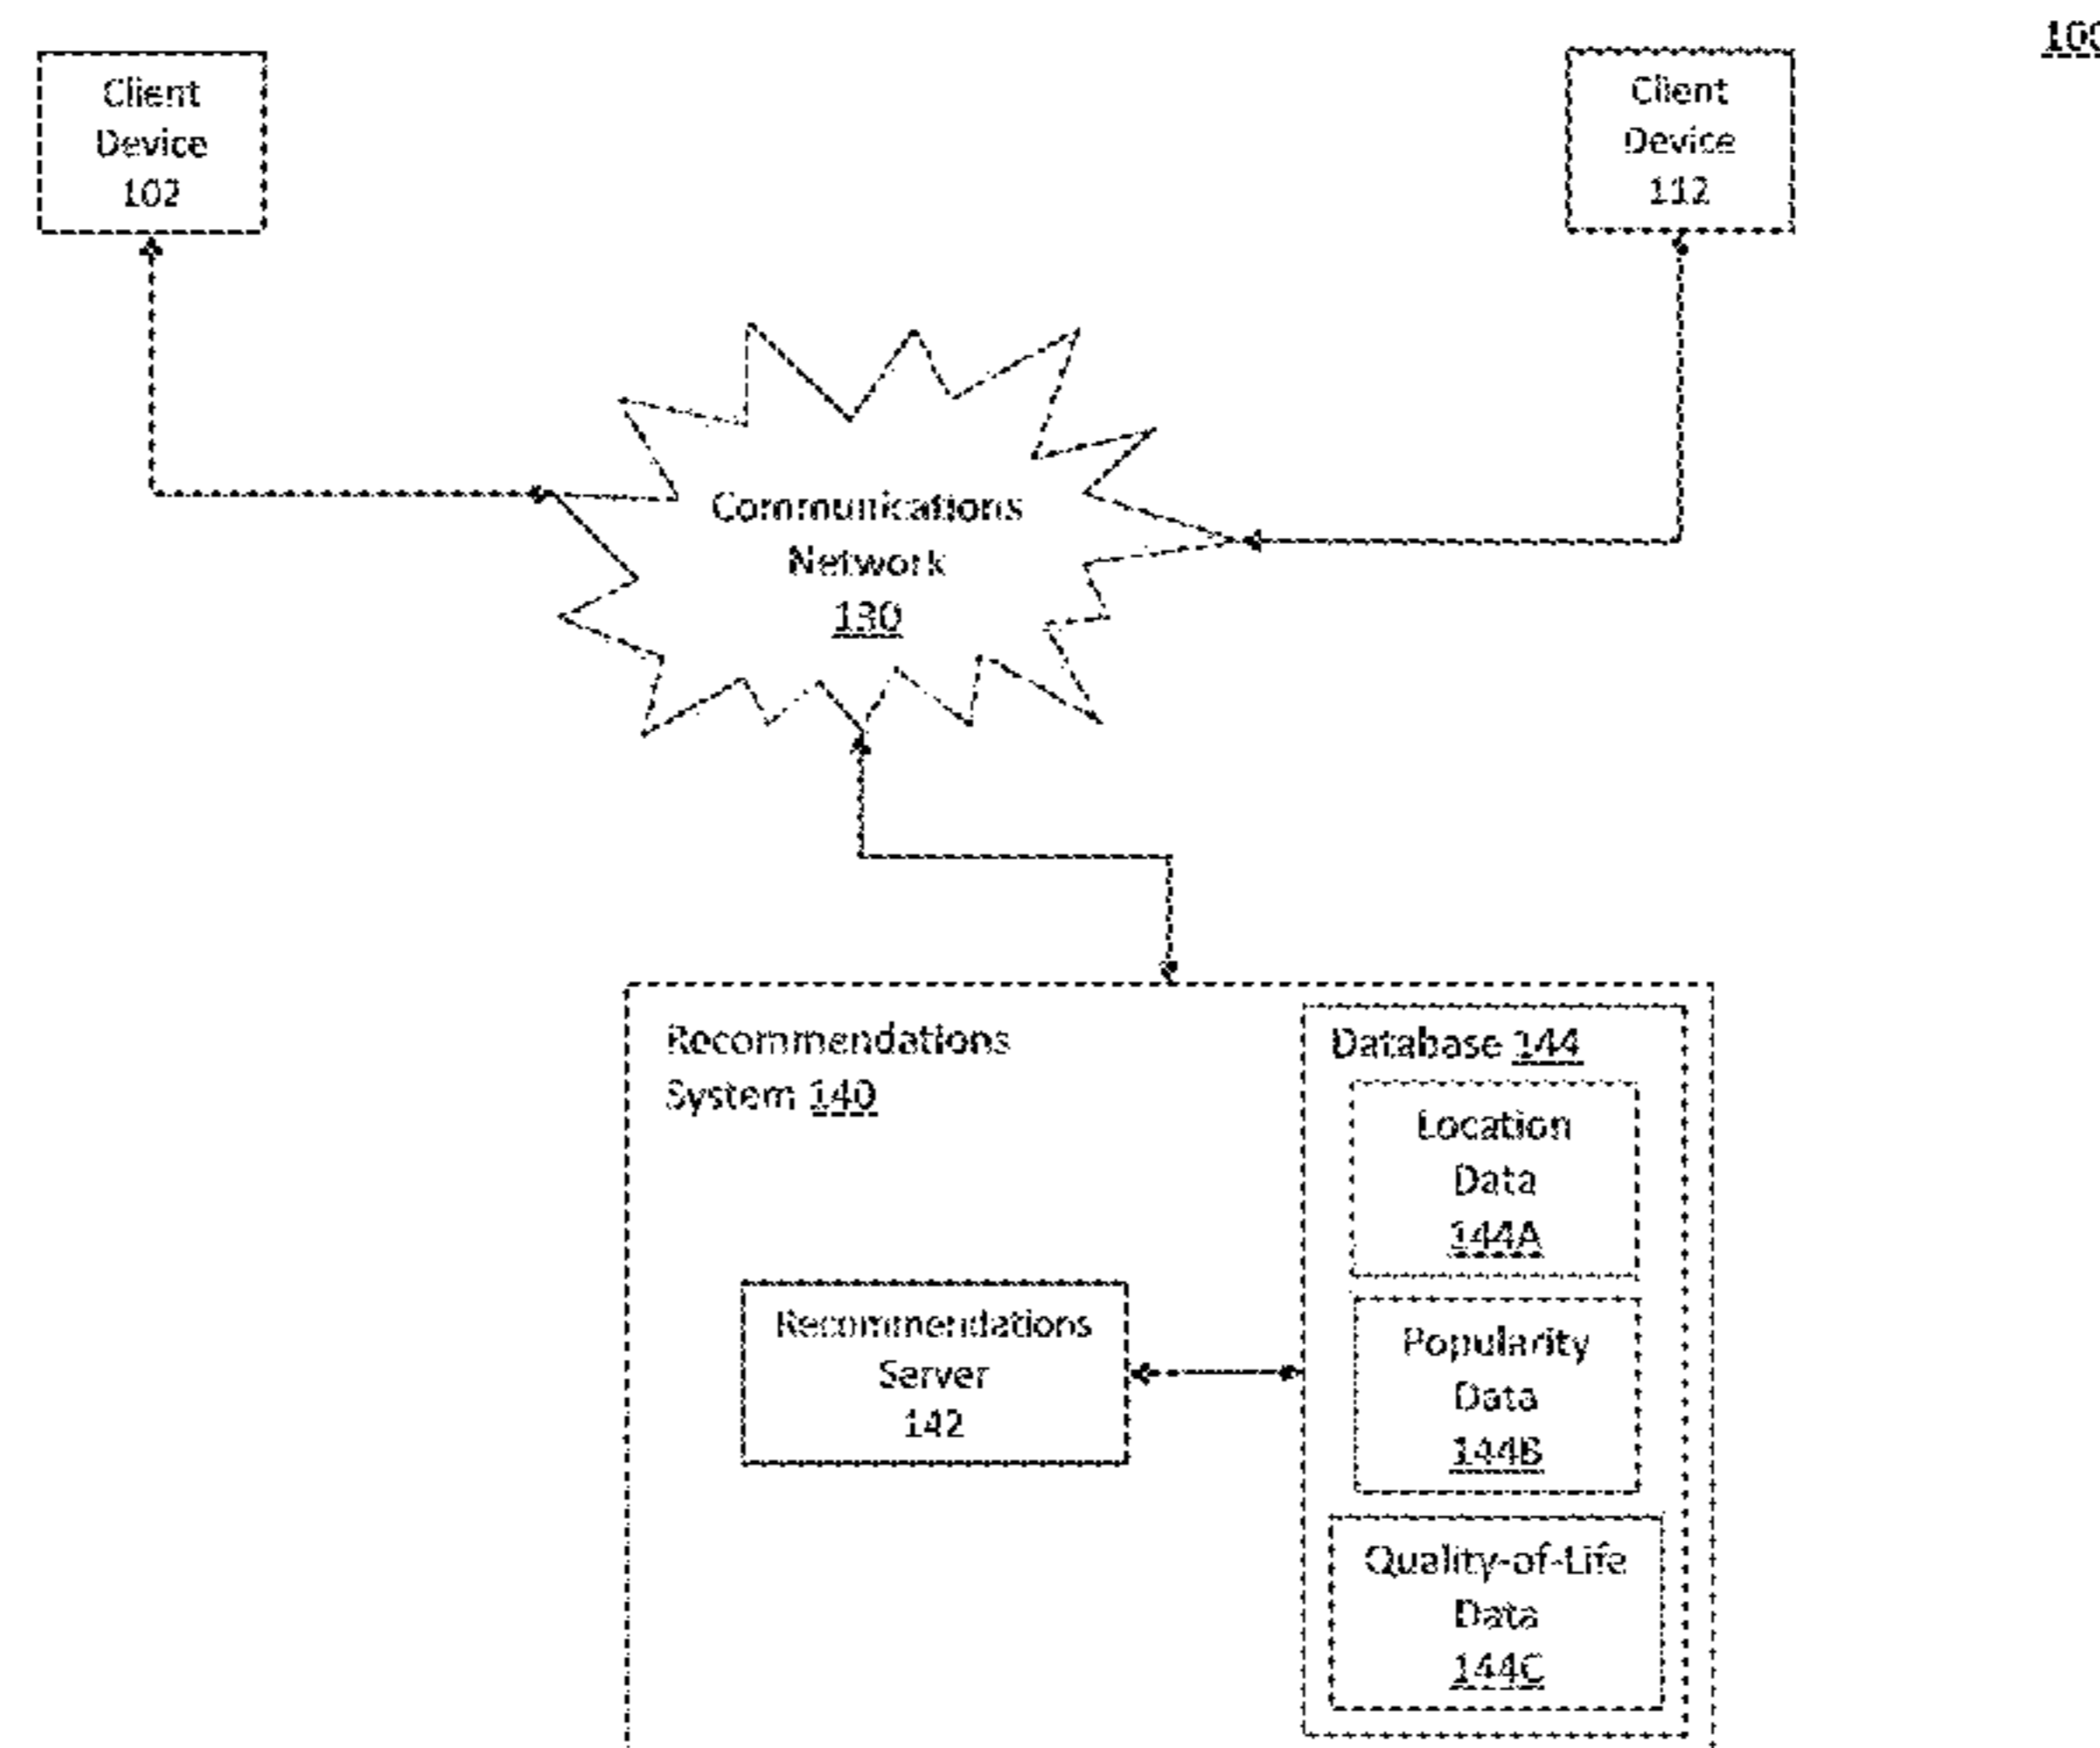 100
Client
Device
102
Client
Device
112
Communications
Network
130
Recommendations
System 140
Database 144
Location
Data
144A
Recommendations
Server
142
Popularity
Data
144B
Quality-of-Life
Data
144C